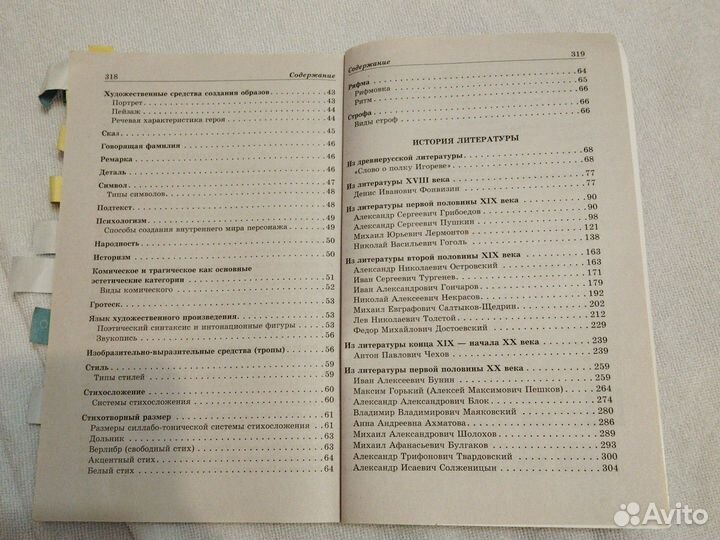 318 Содержание
Художественные средства создания образов . . . 43
Портрет . . . 43
Пейзаж . . . 44
Речевая характеристика героя . . . 44
Сказ . . . 45
Говорящая фамилия . . . 46
Ремарка . . . 46
Деталь . . . 46
Символ . . . 47
Типы символов . . . 48
Подтекст . . . 48
Психологизм . . . 49
Способы создания внутреннего мира персонажа . . . 49
Народность . . . 50
Историзм . . . 50
Комическое и трагическое как основные
эстетические категории . . . 51
Виды комического . . . 52
Гротеск . . . 53
Язык художественного произведения . . . 53
Поэтический синтаксис и интонационные фигуры . . . 53
Звукопись . . . 56
Изобразительно-выразительные средства (тропы) . . . 56
Стиль . . . 59
Типы стилей . . . 59
Стихосложение . . . 60
Системы стихосложения . . . 60
Стихотворный размер . . . 61
Размеры силлабо-тонической системы стихосложения . . . 61
Дольник . . . 63
Верлибр (свободный стих) . . . 63
Акцентный стих . . . 64
Белый стих . . . 64
Содержание 319
Рифма . . . 64
Рифмовка . . . 65
Ритм . . . 66
Строфа . . . 66
Виды строф . . . 66
ИСТОРИЯ ЛИТЕРАТУРЫ
Из древнерусской литературы . . . 68
«Слово о полку Игореве» . . . 68
Из литературы XVIII века . . . 77
Денис Иванович Фонвизин . . . 77
Из литературы первой половины XIX века . . . 90
Александр Сергеевич Грибоедов . . . 90
Александр Сергеевич Пушкин . . . 98
Михаил Юрьевич Лермонтов . . . 121
Николай Васильевич Гоголь . . . 138
Из литературы второй половины XIX века . . . 163
Александр Николаевич Островский . . . 163
Иван Сергеевич Тургенев . . . 171
Иван Александрович Гончаров . . . 179
Николай Алексеевич Некрасов . . . 192
Михаил Евграфович Салтыков-Щедрин . . . 202
Лев Николаевич Толстой . . . 212
Федор Михайлович Достоевский . . . 229
Из литературы конца XIX — начала XX века . . . 239
Антон Павлович Чехов . . . 239
Из литературы первой половины XX века . . . 259
Иван Алексеевич Бунин . . . 259
Максим Горький (Алексей Максимович Пешков) . . . 264
Александр Александрович Блок . . . 274
Владимир Владимирович Маяковский . . . 280
Анна Андреевна Ахматова . . . 286
Михаил Александрович Шолохов . . . 289
Михаил Афанасьевич Булгаков . . . 293
Александр Трифонович Твардовский . . . 300
Александр Исаевич Солженицын . . . 304
Avito